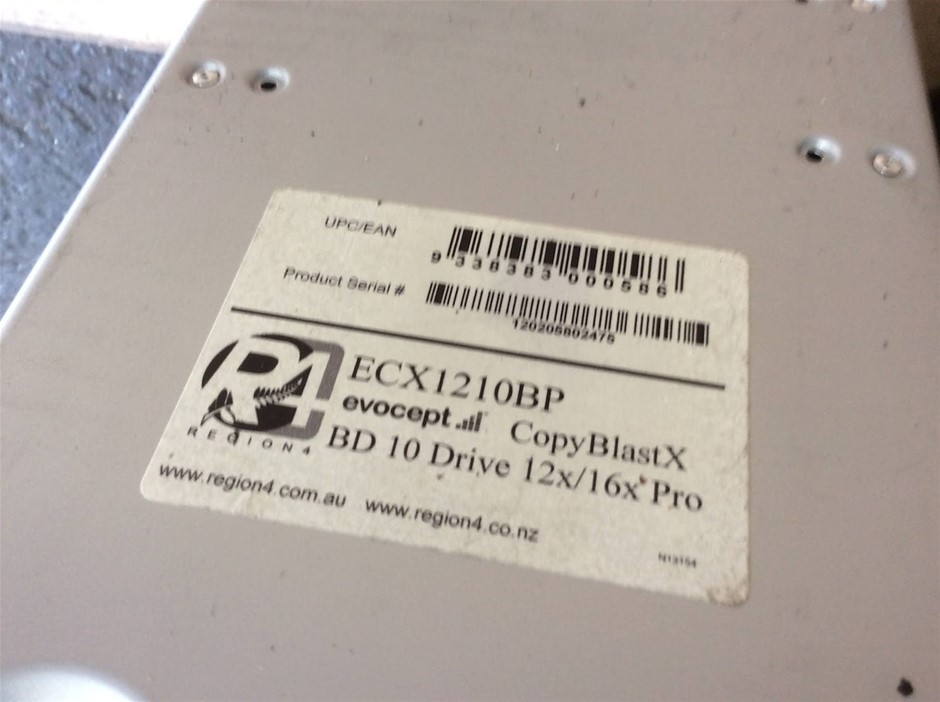 UPC/EAN
9 338383 000586
Product Serial #
120205802475
R4
REGION4
ECX1210BP
evocept CopyBlastX
BD 10 Drive 12x/16x Pro
www.region4.com.au www.region4.co.nz
N13154